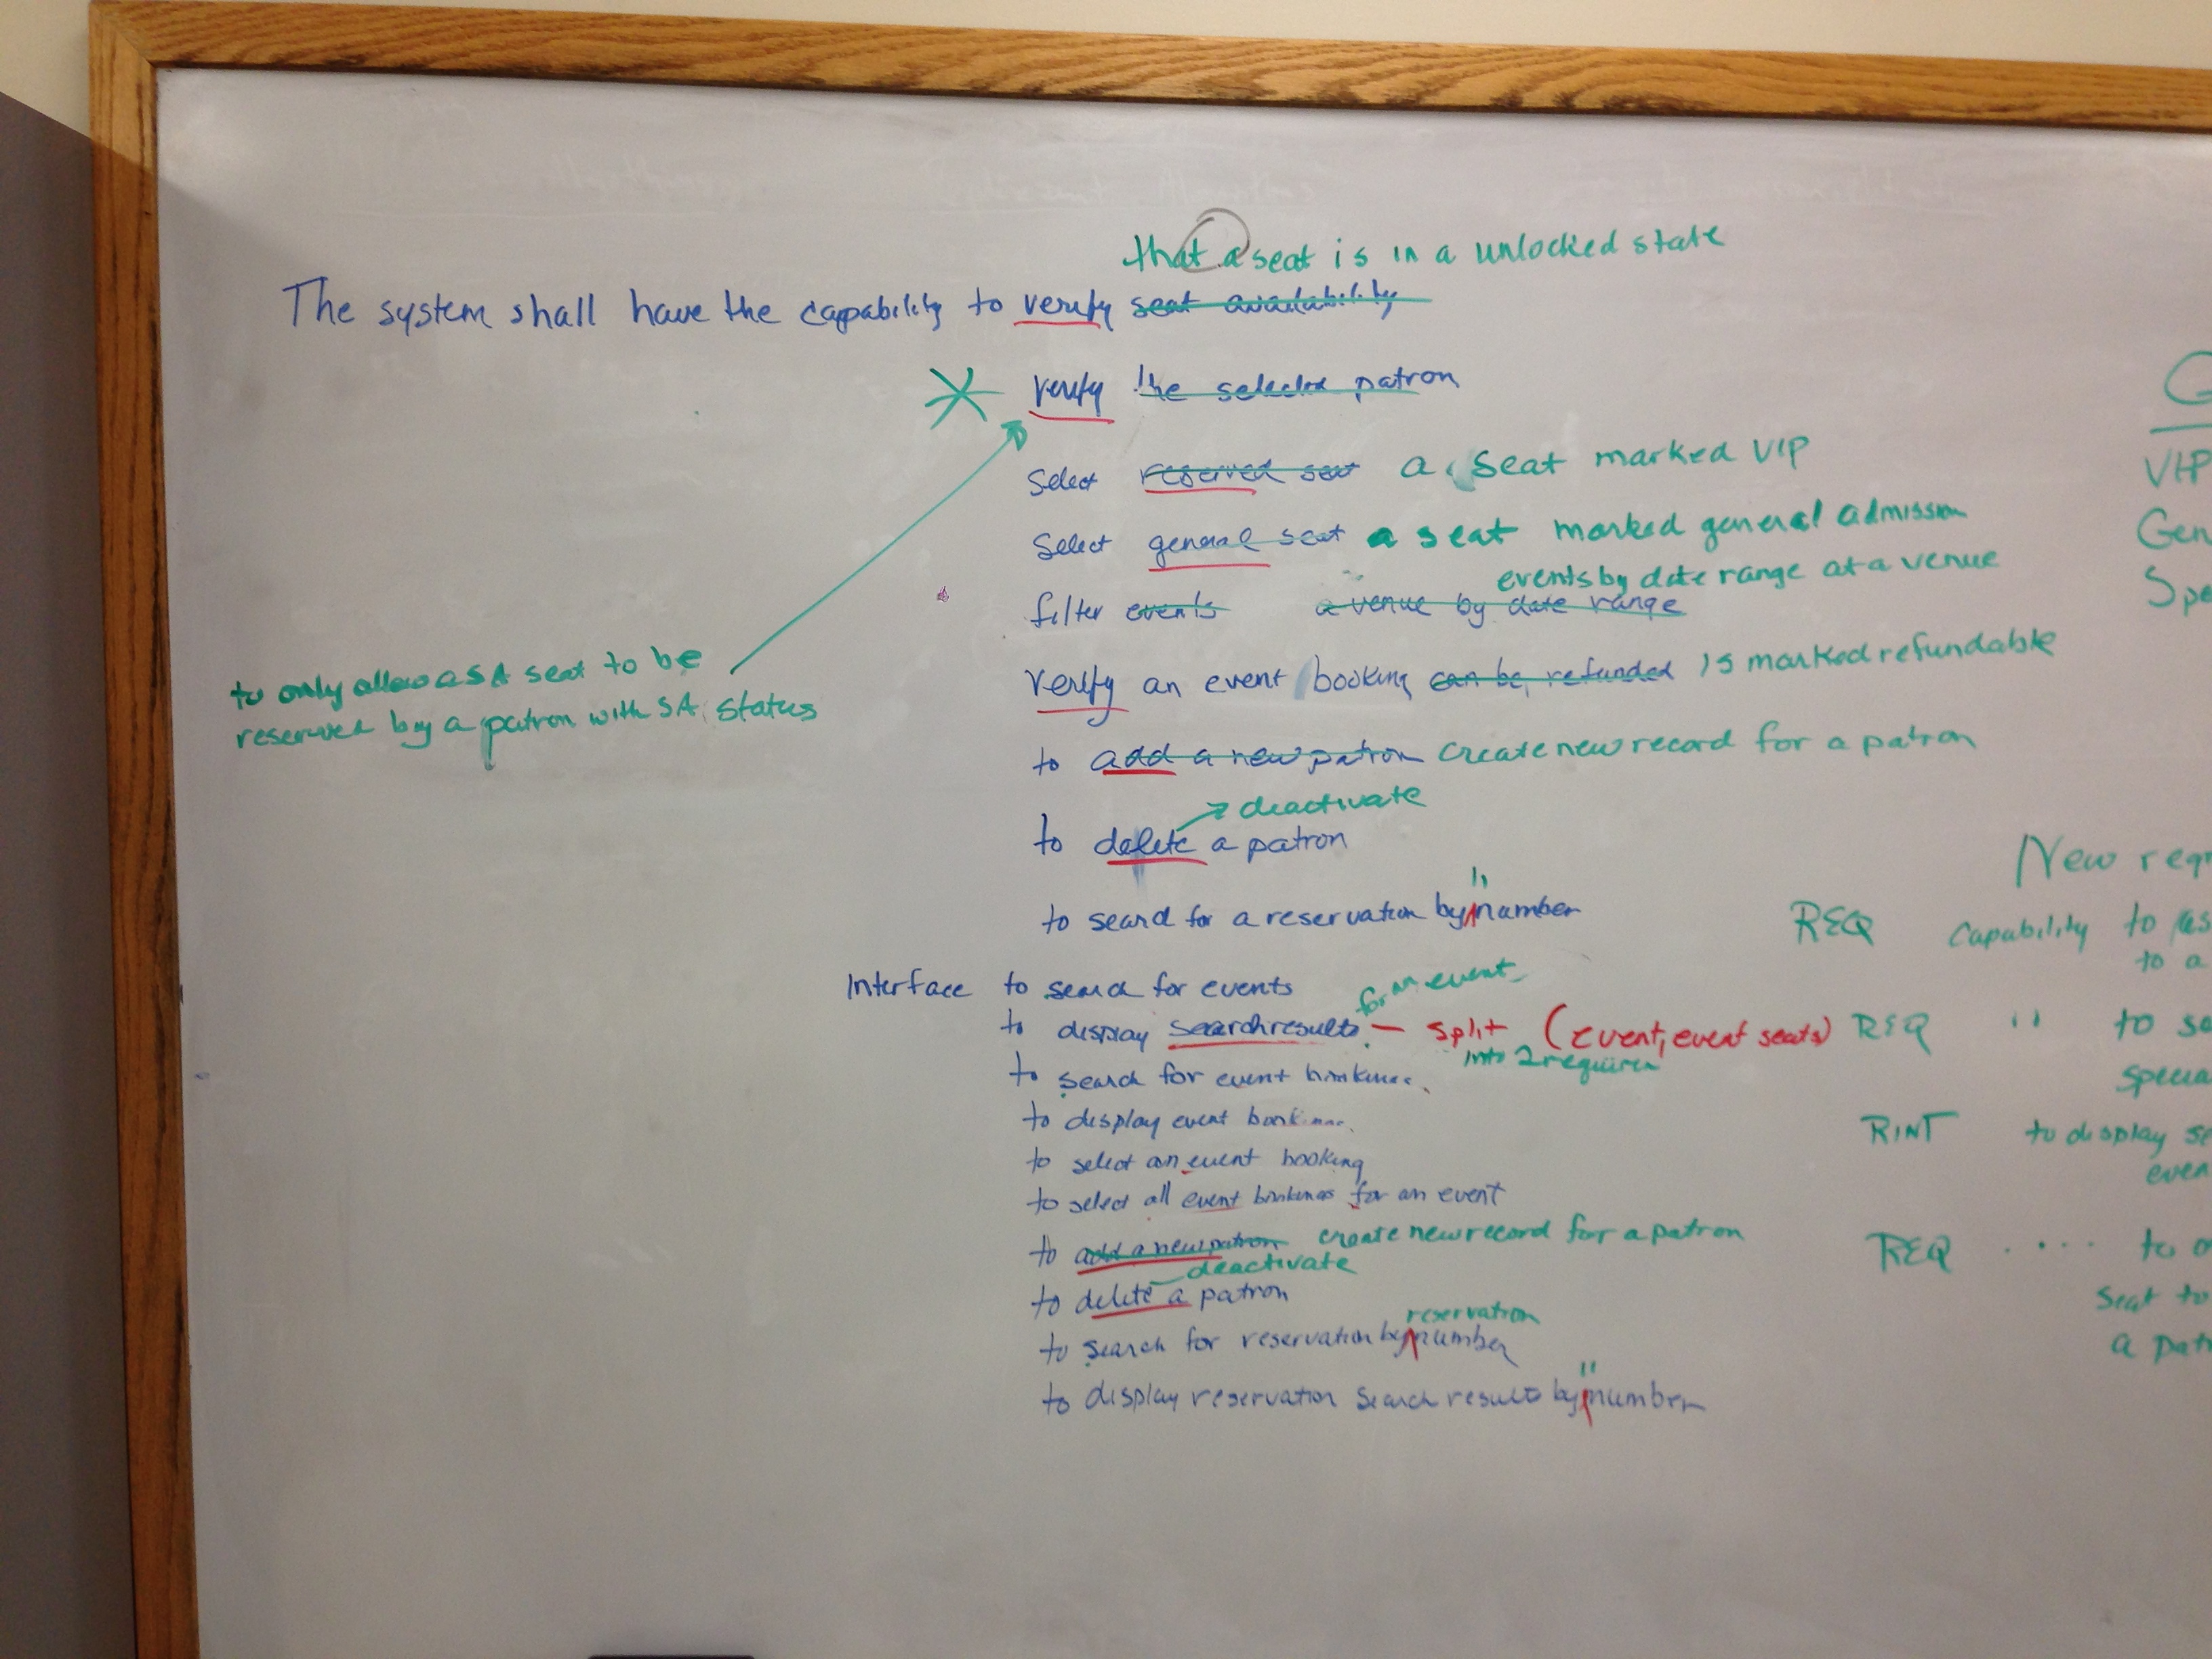 that a seat is in a unlocked state
The system shall have the capability to verify seat availability
verify the selected patron
Select reserved seat a seat marked VIP
Select general seat a seat marked general admission
events by date range at a venue
filter events a venue by date range
to only allow a SA seat to be
reserved by a patron with SA status
Verify an event booking can be refunded is marked refundable
to add a new patron create new record for a patron
deactivate
to delete a patron
"
to search for a reservation by number
Interface to search for events
for an event
to display search results - split (event, event seats)
into 2
to search for event
to display event
to select an event booking
to select all event bookings for an event
to add a new patron create new record for a patron
deactivate
to delete a patron
reservation
to search for reservation by number
"
to display reservation search result by number
G
VIP
Gen
Spe
New reqr
REQ Capability to
to a
REQ " to se
specia
RINT to display se
even
REQ .... to o
seat to
a patr